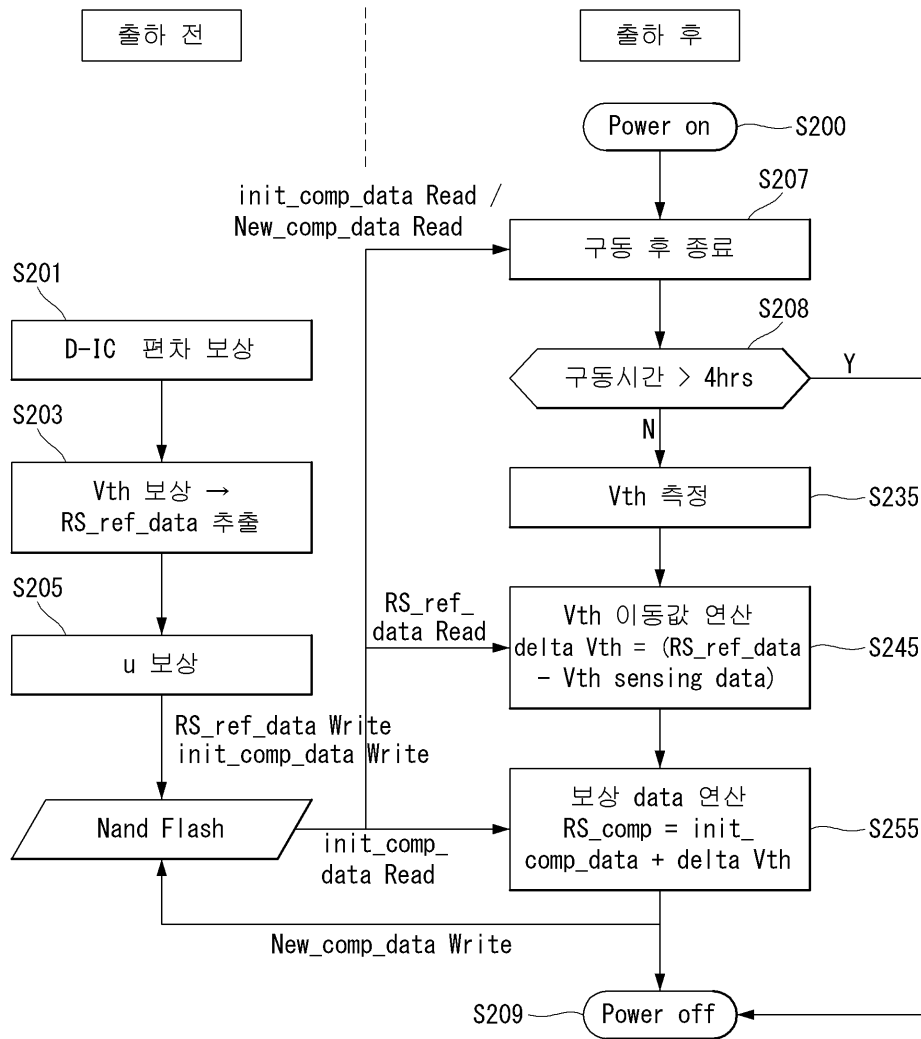 출하 전
출하 후
Power on
S200
init_comp_data Read /
New_comp_data Read
S207
구동 후 종료
S201
D-IC 편차 보상
S208
구동시간 > 4hrs
Y
N
S203
Vth 보상 →
RS_ref_data 추출
Vth 측정
S235
S205
u 보상
RS_ref_
data Read
Vth 이동값 연산
delta Vth = (RS_ref_data
- Vth sensing data)
S245
RS_ref_data Write
init_comp_data Write
Nand Flash
init_comp_
data Read
보상 data 연산
RS_comp = init_
comp_data + delta Vth
S255
New_comp_data Write
S209
Power off